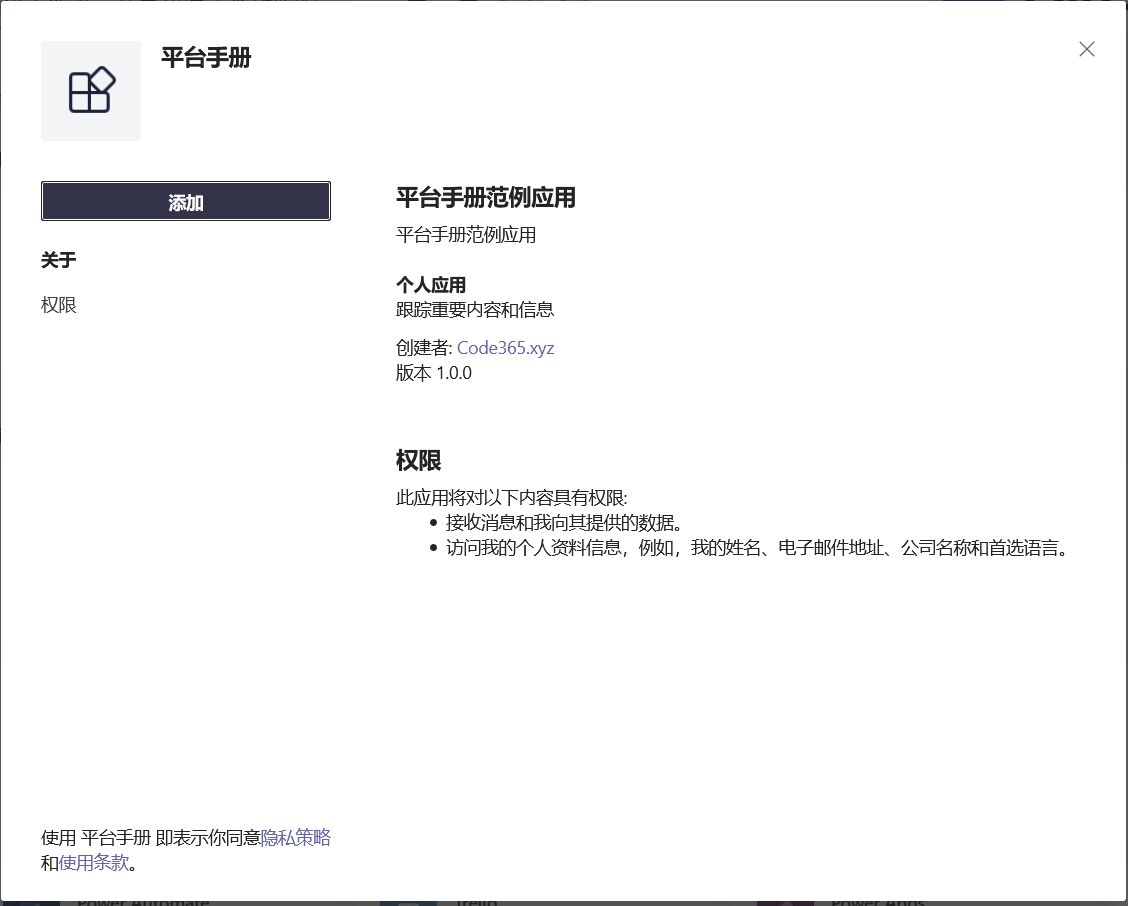 平台手册
添加
关于
权限
平台手册范例应用
平台手册范例应用
个人应用
跟踪重要内容和信息
创建者: Code365.xyz
版本 1.0.0
权限
此应用将对以下内容具有权限:
接收消息和我向其提供的数据。
访问我的个人资料信息，例如，我的姓名、电子邮件地址、公司名称和首选语言。
使用 平台手册 即表示你同意隐私策略
和使用条款。
Power Automate
Trello
Power Apps